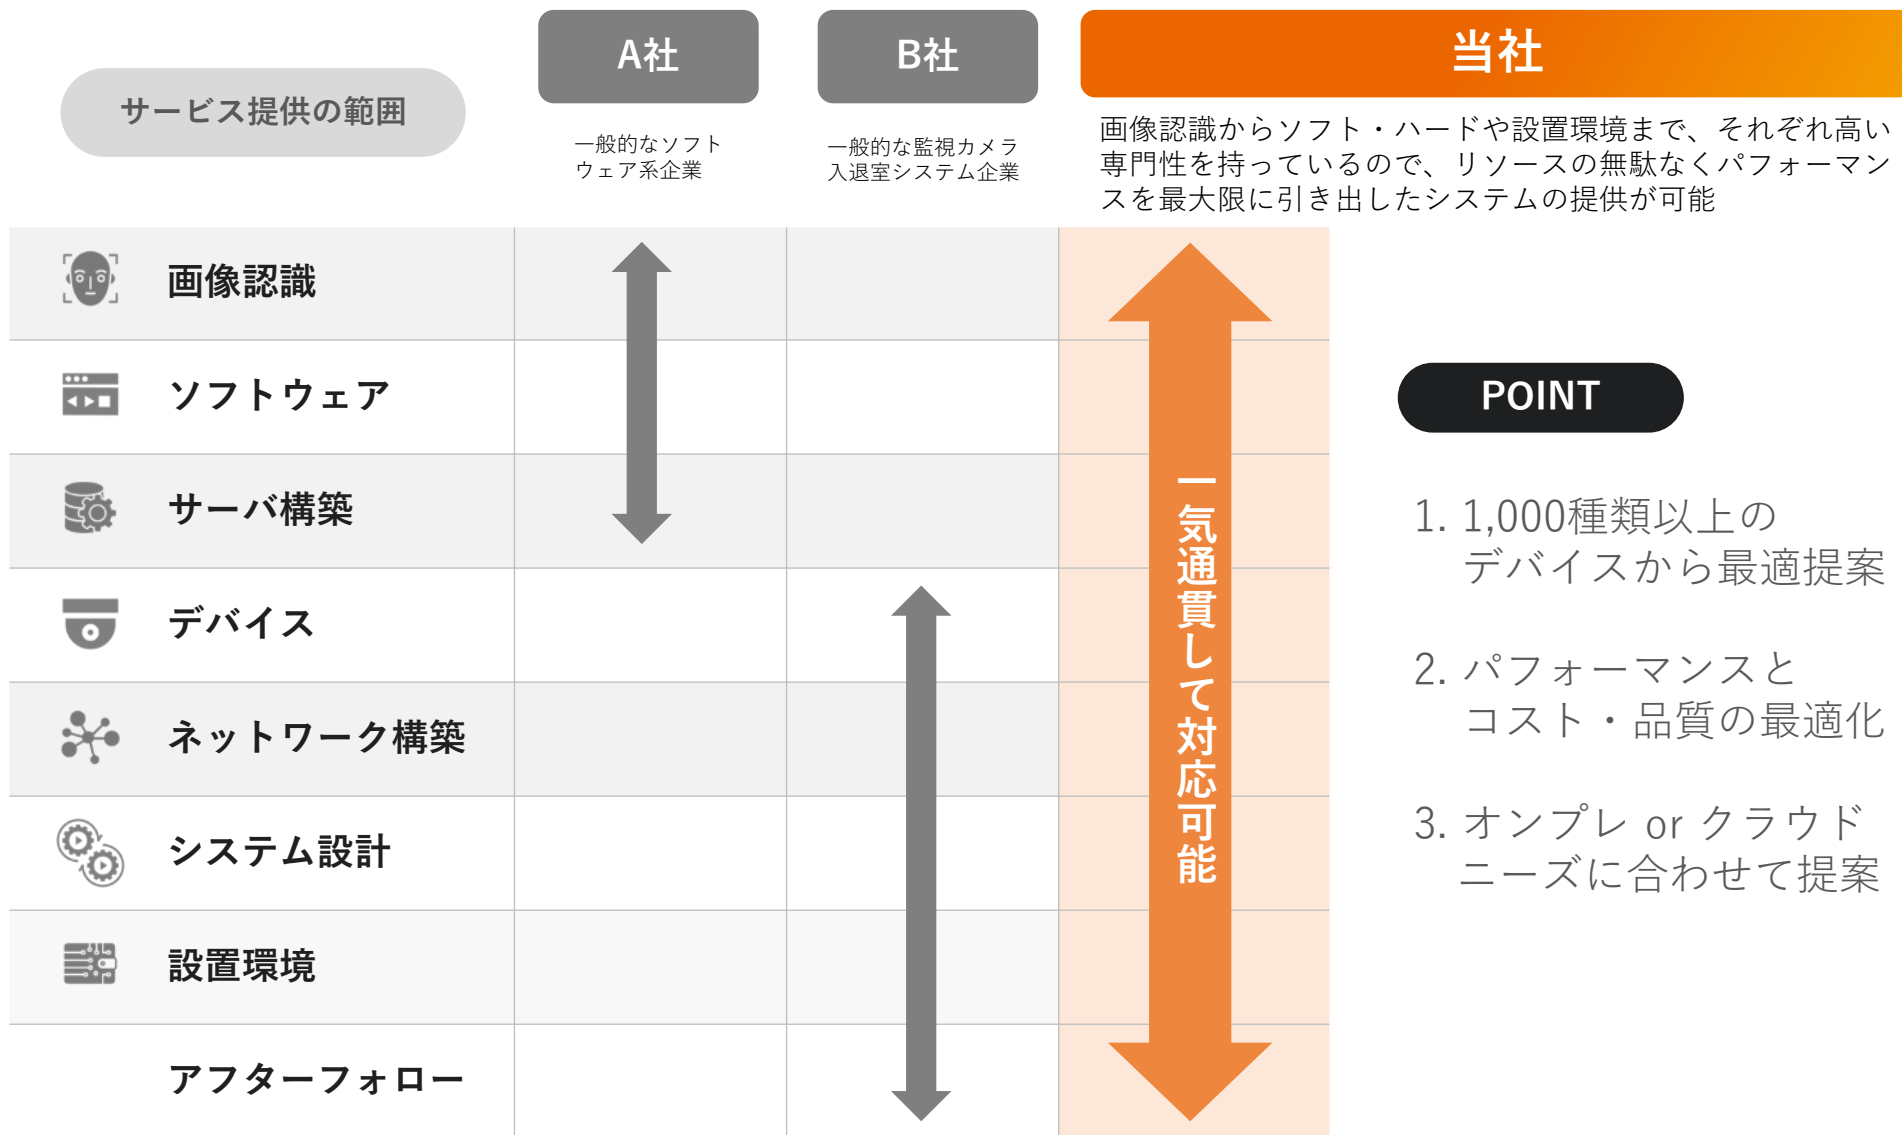 サービス提供の範囲
A社
一般的なソフト
ウェア系企業
B社
一般的な監視カメラ
入退室システム企業
当社
画像認識からソフト・ハードや設置環境まで、それぞれ高い
専門性を持っているので、リソースの無駄なくパフォーマン
スを最大限に引き出したシステムの提供が可能
画像認識
ソフトウェア
サーバ構築
デバイス
ネットワーク構築
システム設計
設置環境
アフターフォロー
一気通貫して対応可能
POINT
1. 1,000種類以上の
デバイスから最適提案
2. パフォーマンスと
コスト・品質の最適化
3. オンプレ or クラウド
ニーズに合わせて提案